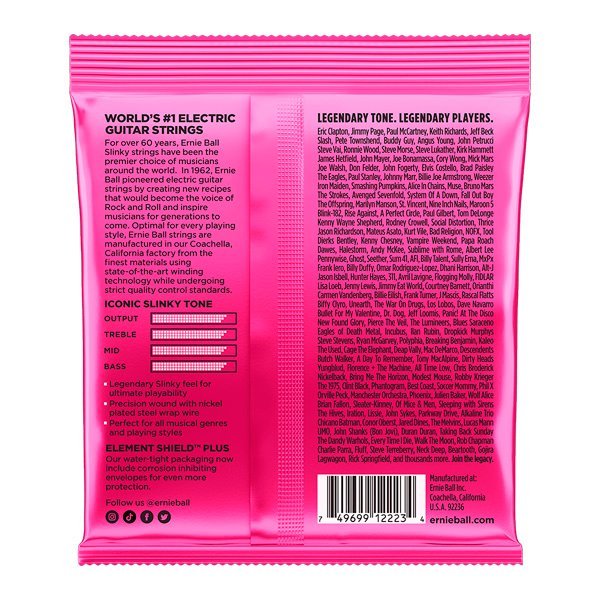 WORLD'S #1 ELECTRIC
GUITAR STRINGS
For over 60 years, Ernie Ball
Slinky strings have been the
premier choice of musicians
around the world. In 1962, Ernie
Ball pioneered electric guitar
strings by creating new recipes
that would become the voice of
Rock and Roll and inspire
musicians for generations to
come. Optimal for every playing
style, Ernie Ball strings are
manufactured in our Coachella,
California factory from the
finest materials using
state-of-the-art winding
technology while undergoing
strict quality control standards.
ICONIC SLINKY TONE
OUTPUT
TREBLE
MID
BASS
• Legendary Slinky feel for
ultimate playability
• Precision wound with nickel
plated steel wrap wire
• Perfect for all musical genres
and playing styles
ELEMENT SHIELD™ PLUS
Our water-tight packaging now
include corrosion inhibiting
envelopes for even more
protection.
Follow us @ernieball
LEGENDARY TONE. LEGENDARY PLAYERS.
Eric Clapton, Jimmy Page, Paul McCartney, Keith Richards, Jeff Beck
Slash, Pete Townshend, Buddy Guy, Angus Young, John Petrucci
Steve Vai, Ronnie Wood, Steve Morse, Steve Lukather, Kirk Hammett
James Hetfield, John Mayer, Joe Bonamassa, Cory Wong, Mick Mars
Joe Walsh, Don Felder, John Fogerty, Elvis Costello, Brad Paisley
The Eagles, Paul Stanley, Johnny Marr, Billie Joe Armstrong, Weezer
Iron Maiden, Smashing Pumpkins, Alice In Chains, Muse, Bruno Mars
The Strokes, Avenged Sevenfold, System Of A Down, Fall Out Boy
The Offspring, Marilyn Manson, St. Vincent, Nine Inch Nails, Maroon 5
Blink-182, Rise Against, A Perfect Circle, Paul Gilbert, Tom DeLonge
Kenny Wayne Shepherd, Rodney Crowell, Social Distortion, Thrice
Jason Richardson, Mateus Asato, Kurt Vile, Bad Religion, NOFX, Tool
Dierks Bentley, Kenny Chesney, Vampire Weekend, Papa Roach
Dawes, Halestorm, Andy McKee, Sublime with Rome, Albert Lee
Pennywise, Ghost, Seether, Sum 41, AFI, Billy Talent, Sully Erna, MxPx
Frank Iero, Billy Duffy, Omar Rodriguez-Lopez, Dhani Harrison, Alt-J
Jason Isbell, Hunter Hayes, STI, Avril Lavigne, Flogging Molly, FIDLAR
Lisa Loeb, Jenny Lewis, Jimmy Eat World, Courtney Barnett, Orianthi
Carmen Vandenberg, Billie Eilish, Frank Turner, J Mascis, Rascal Flatts
Biffy Clyro, Unearth, The War On Drugs, Los Lobos, Dave Navarro
Bullet For My Valentine, Dr. Dog, Jeff Loomis, Panic! At The Disco
New Found Glory, Pierce The Veil, The Lumineers, Blues Saraceno
Eagles of Death Metal, Incubus, Ran Rubin, Dropkick Murphys
Steve Stevens, Ryan McGarvey, Polyphia, Breaking Benjamin, Kaleo
The Used, Cage The Elephant, Deap Vally, Mac DeMarco, Descendents
Butch Walker, A Day To Remember, Tony MacAlpine, Dirty Heads
Yungblud, Florence + The Machine, All Time Low, Chris Broderick
Nickelback, Bring Me The Horizon, Modest Mouse, Robby Krieger
The 1975, Clint Black, Phantogram, Best Coast, Soccer Mommy, Phil X
Orville Peck, Manchester Orchestra, Phoenix, Julien Baker, Wolf Alice
Brian Fallon, Sleater-Kinney, Of Mice & Men, Sleeping with Sirens
The Hives, Iration, Lissie, John Sykes, Parkway Drive, Alkaline Trio
Chicano Batman, Conor Oberst, Jared Dines, The Melvins, Lucas Mann
UMO, John Shanks (Bon Jovi), Duran Duran, Taking Back Sunday
The Dandy Warhols, Every Time I Die, Walk The Moon, Rob Chapman
Charlie Parra, Fluff, Steve Terreberry, Neck Deep, Beartooth, Gojira
Lagwagon, Rick Springfield, and thousands more. Join the legacy.
7 49699 12223 4
Manufactured at:
Ernie Ball Inc.
Coachella, California
U.S.A. 92236
ernieball.com